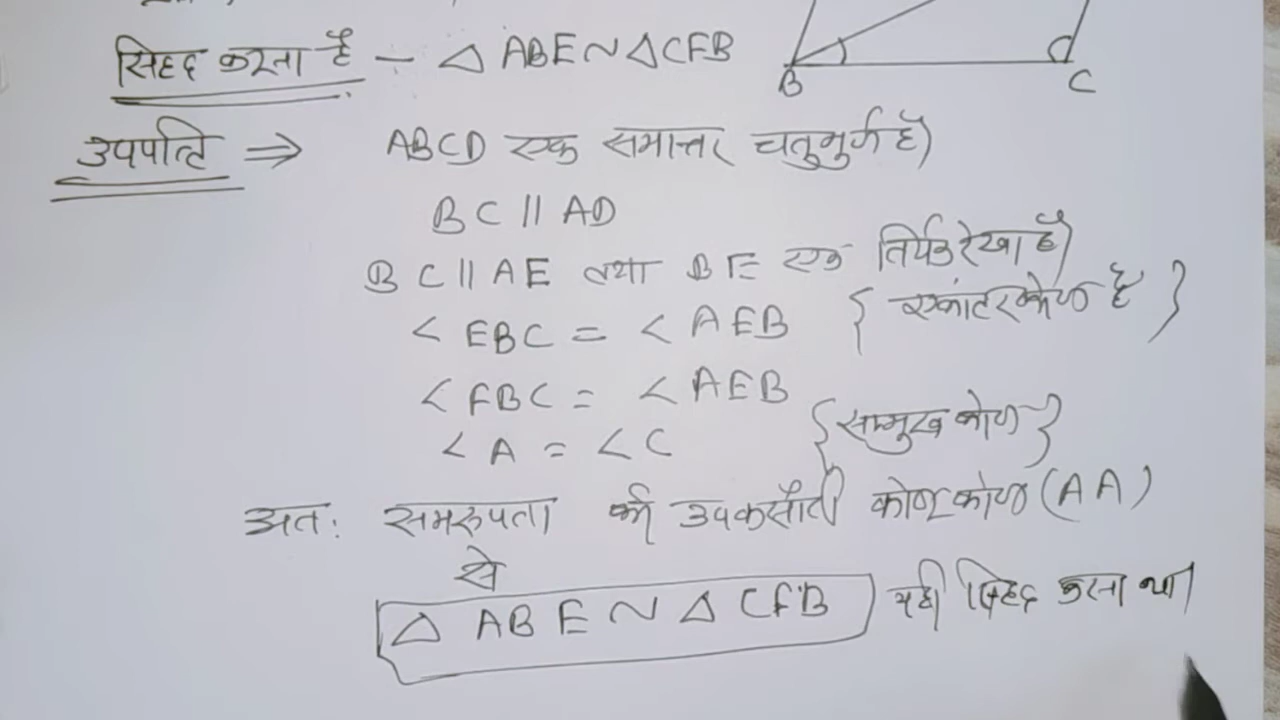 सिद्ध करना है - △ ABE ~ △ CFB
B C
उपपत्ति ⇒ ABCD एक समान्तर चतुर्भुज है)
BC || AD
BC || AE तथा BE एक तिर्यक रेखा है)
< EBC = < AEB { एकांतर कोण है }
< FBC = < AEB
< A = < C { सम्मुख कोण }
अतः समरुपता की उपकसौटी कोण कोण (AA)
से
△ ABE ~ △ CFB यही सिद्ध करना था।